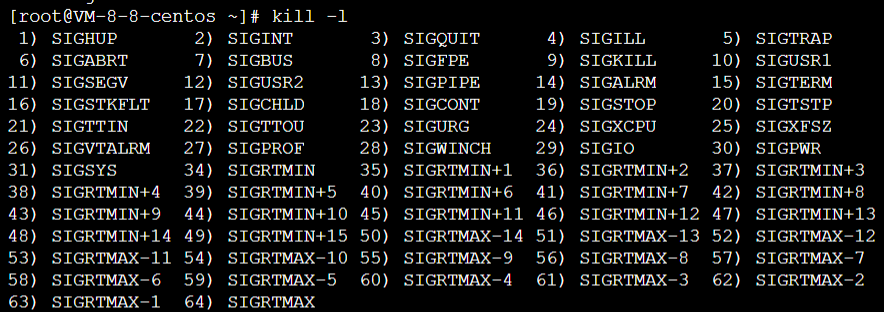 [root@VM-8-8-centos ~]# kill -l
 1) SIGHUP       2) SIGINT       3) SIGQUIT      4) SIGILL       5) SIGTRAP
 6) SIGABRT      7) SIGBUS       8) SIGFPE       9) SIGKILL     10) SIGUSR1
11) SIGSEGV     12) SIGUSR2     13) SIGPIPE     14) SIGALRM     15) SIGTERM
16) SIGSTKFLT   17) SIGCHLD     18) SIGCONT     19) SIGSTOP     20) SIGTSTP
21) SIGTTIN     22) SIGTTOU     23) SIGURG      24) SIGXCPU     25) SIGXFSZ
26) SIGVTALRM   27) SIGPROF     28) SIGWINCH    29) SIGIO       30) SIGPWR
31) SIGSYS      34) SIGRTMIN    35) SIGRTMIN+1  36) SIGRTMIN+2  37) SIGRTMIN+3
38) SIGRTMIN+4  39) SIGRTMIN+5  40) SIGRTMIN+6  41) SIGRTMIN+7  42) SIGRTMIN+8
43) SIGRTMIN+9  44) SIGRTMIN+10 45) SIGRTMIN+11 46) SIGRTMIN+12 47) SIGRTMIN+13
48) SIGRTMIN+14 49) SIGRTMIN+15 50) SIGRTMAX-14 51) SIGRTMAX-13 52) SIGRTMAX-12
53) SIGRTMAX-11 54) SIGRTMAX-10 55) SIGRTMAX-9  56) SIGRTMAX-8  57) SIGRTMAX-7
58) SIGRTMAX-6  59) SIGRTMAX-5  60) SIGRTMAX-4  61) SIGRTMAX-3  62) SIGRTMAX-2
63) SIGRTMAX-1  64) SIGRTMAX